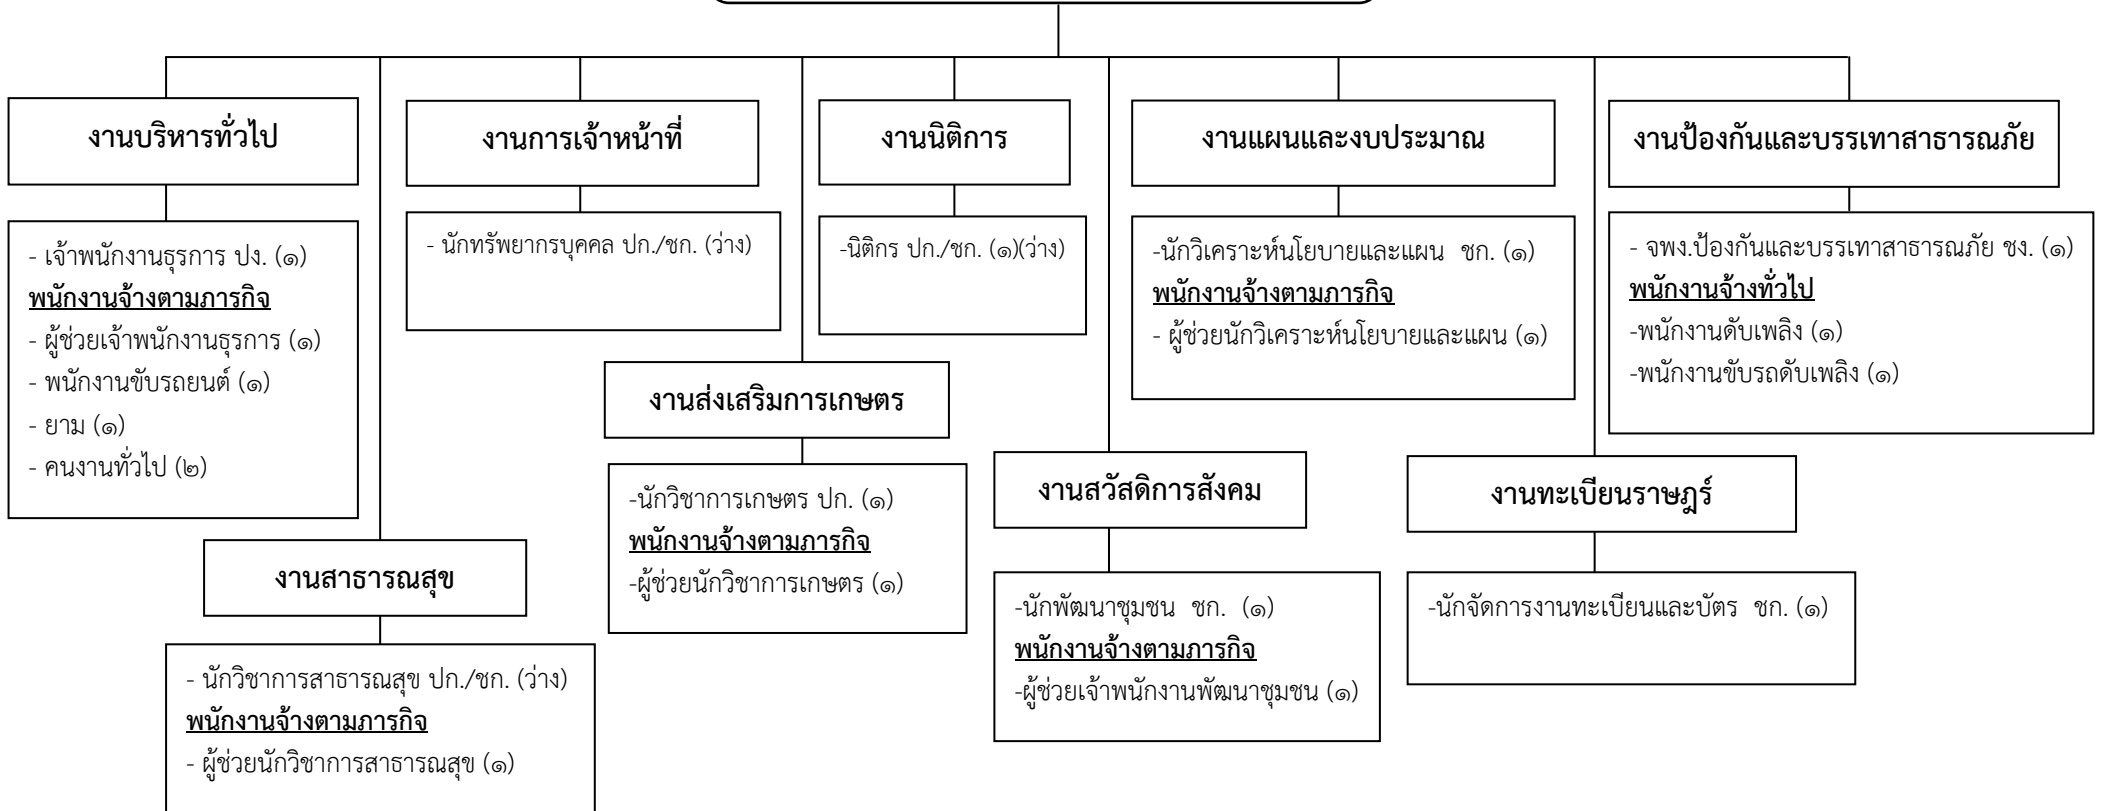 งานบริหารทั่วไป
- เจ้าพนักงานธุรการ ปง. (๑)
พนักงานจ้างตามภารกิจ
- ผู้ช่วยเจ้าพนักงานธุรการ (๑)
- พนักงานขับรถยนต์ (๑)
- ยาม (๑)
- คนงานทั่วไป (๒)
งานสาธารณสุข
- นักวิชาการสาธารณสุข ปก./ชก. (ว่าง)
พนักงานจ้างตามภารกิจ
- ผู้ช่วยนักวิชาการสาธารณสุข (๑)
งานการเจ้าหน้าที่
- นักทรัพยากรบุคคล ปก./ชก. (ว่าง)
งานส่งเสริมการเกษตร
-นักวิชาการเกษตร ปก. (๑)
พนักงานจ้างตามภารกิจ
-ผู้ช่วยนักวิชาการเกษตร (๑)
งานนิติการ
-นิติกร ปก./ชก. (๑)(ว่าง)
งานสวัสดิการสังคม
-นักพัฒนาชุมชน ชก. (๑)
พนักงานจ้างตามภารกิจ
-ผู้ช่วยเจ้าพนักงานพัฒนาชุมชน (๑)
งานแผนและงบประมาณ
-นักวิเคราะห์นโยบายและแผน ชก. (๑)
พนักงานจ้างตามภารกิจ
- ผู้ช่วยนักวิเคราะห์นโยบายและแผน (๑)
งานทะเบียนราษฎร์
-นักจัดการงานทะเบียนและบัตร ชก. (๑)
งานป้องกันและบรรเทาสาธารณภัย
- จพง.ป้องกันและบรรเทาสาธารณภัย ชง. (๑)
พนักงานจ้างทั่วไป
-พนักงานดับเพลิง (๑)
-พนักงานขับรถดับเพลิง (๑)